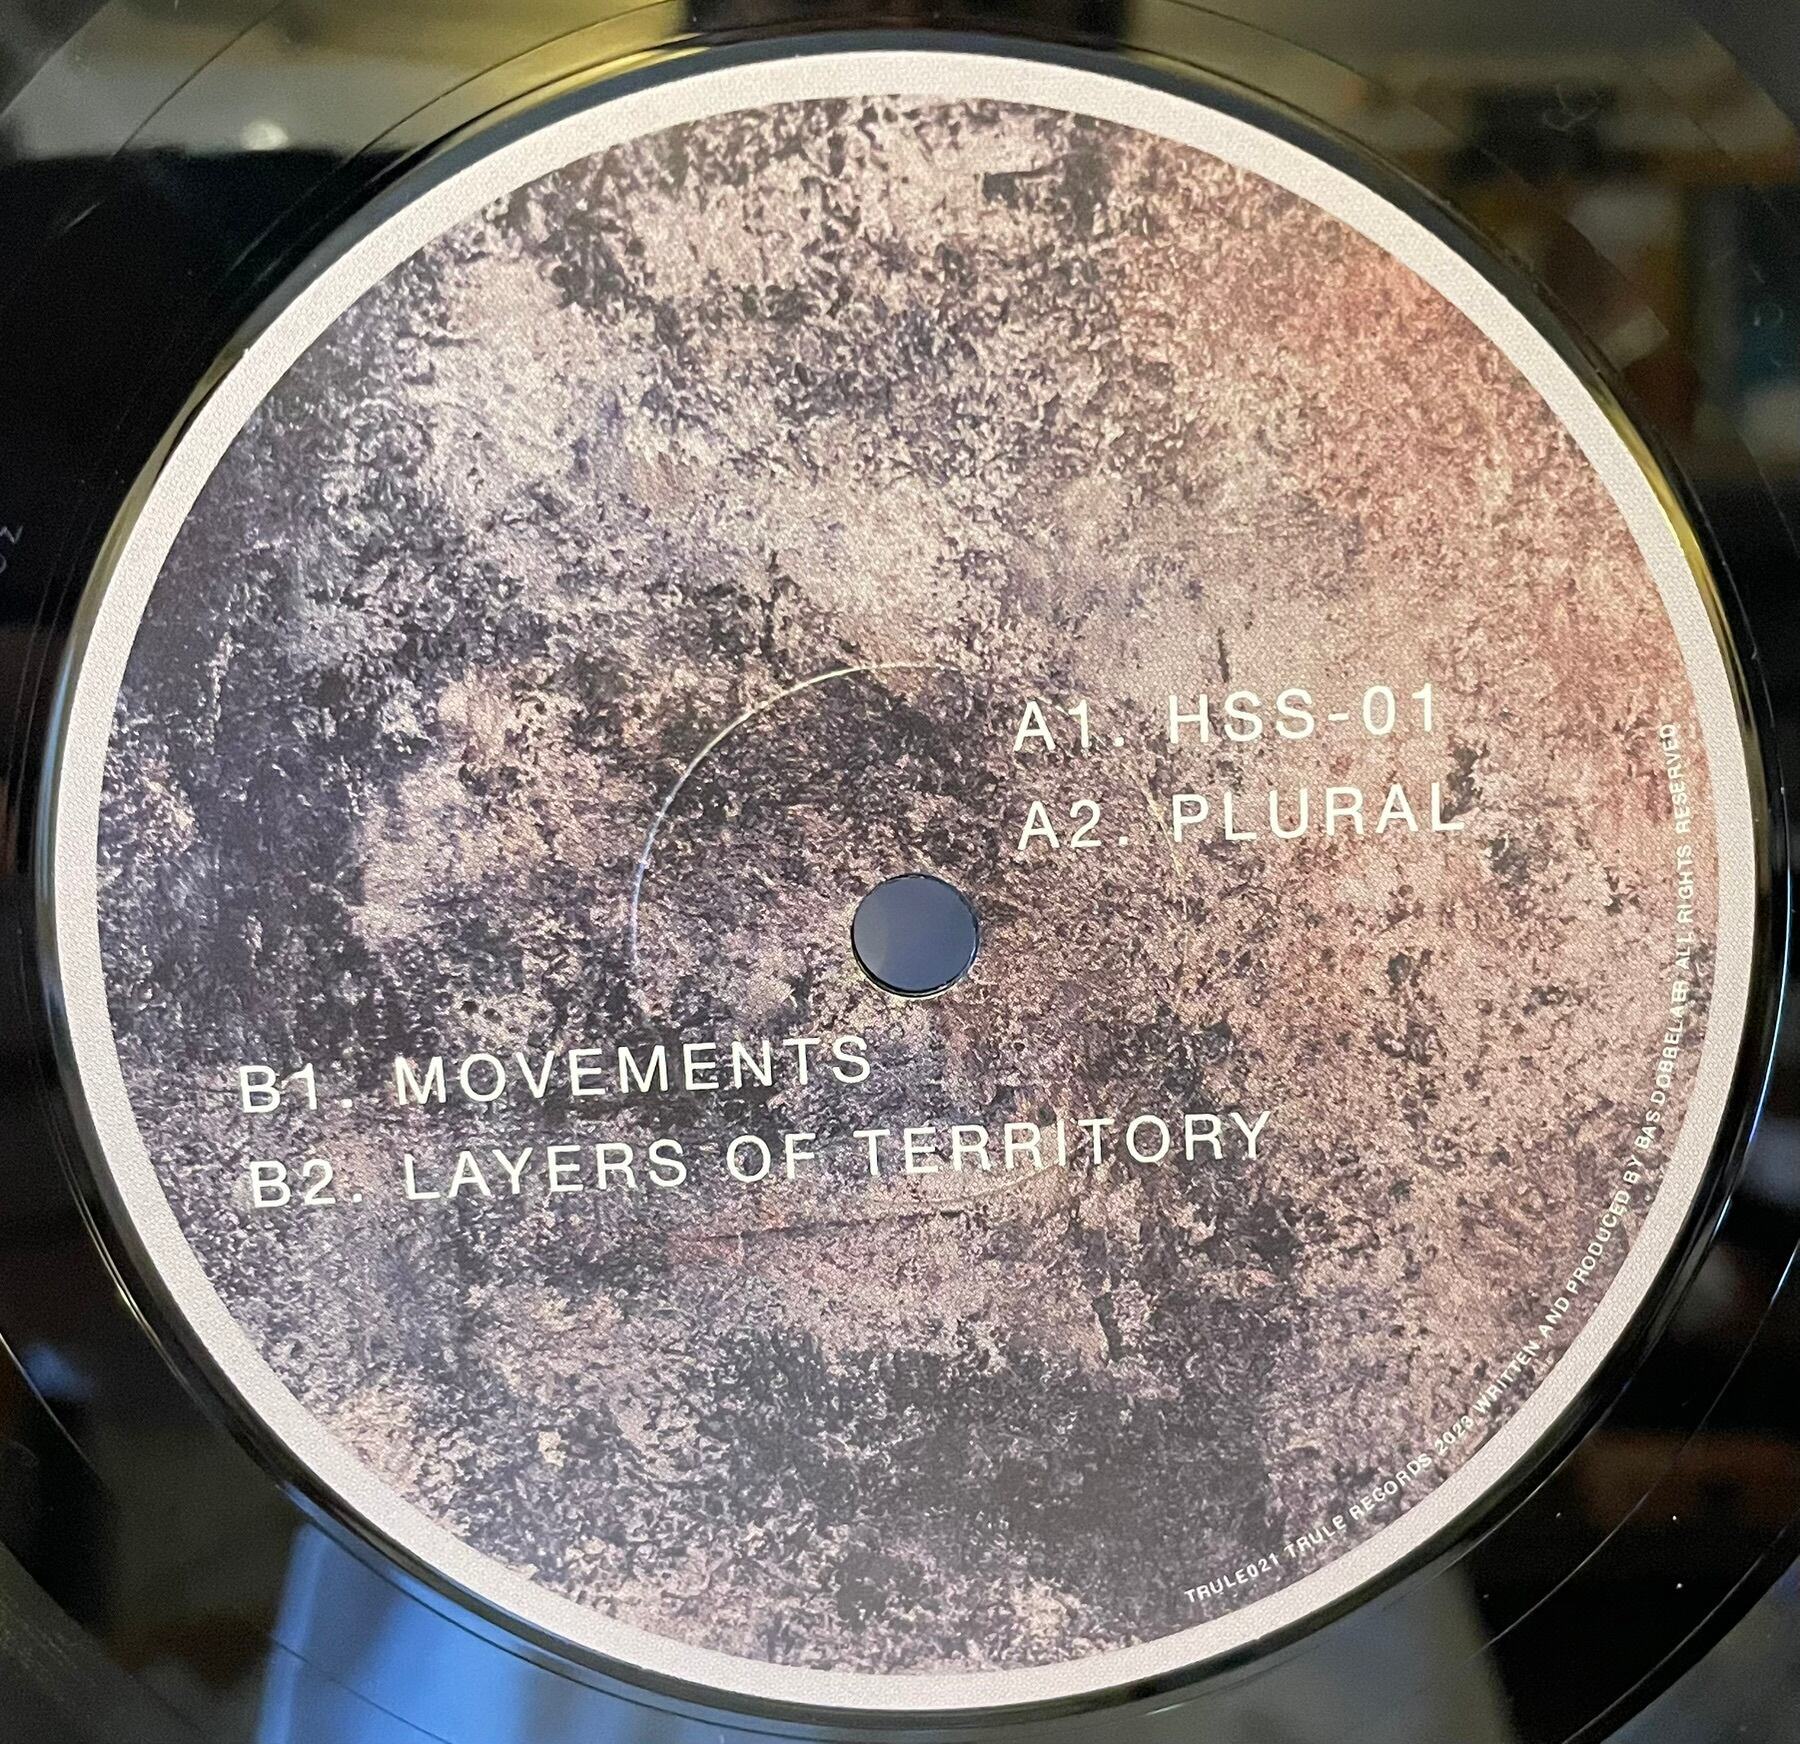 A1. HSS-01
A2. PLURAL
B1. MOVEMENTS
B2. LAYERS OF TERRITORY
TRULE021 TRULE RECORDS 2023 WRITTEN AND PRODUCED BY BAS DOBBELAER ALL RIGHTS RESERVED